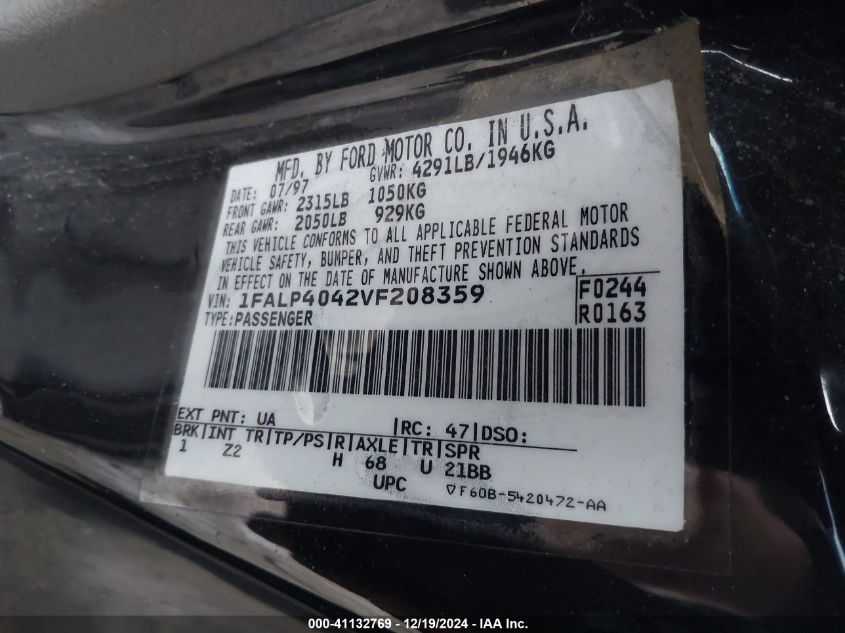 MFD. BY FORD MOTOR CO. IN U.S.A.
DATE: 07/97 GVWR: 4291LB/1946KG
FRONT GAWR: 2315LB 1050KG
REAR GAWR: 2050LB 929KG
THIS VEHICLE CONFORMS TO ALL APPLICABLE FEDERAL MOTOR
VEHICLE SAFETY, BUMPER, AND THEFT PREVENTION STANDARDS
IN EFFECT ON THE DATE OF MANUFACTURE SHOWN ABOVE.
VIN: 1FALP4042VF208359 F0244
TYPE: PASSENGER R0163
EXT PNT: UA RC: 47 DSO:
BRK INT TR TP/PS R AXLE TR SPR
1 Z2 H 68 U 21BB
UPC ▽F60B-5420472-AA
000-41132769 - 12/19/2024 - IAA Inc.